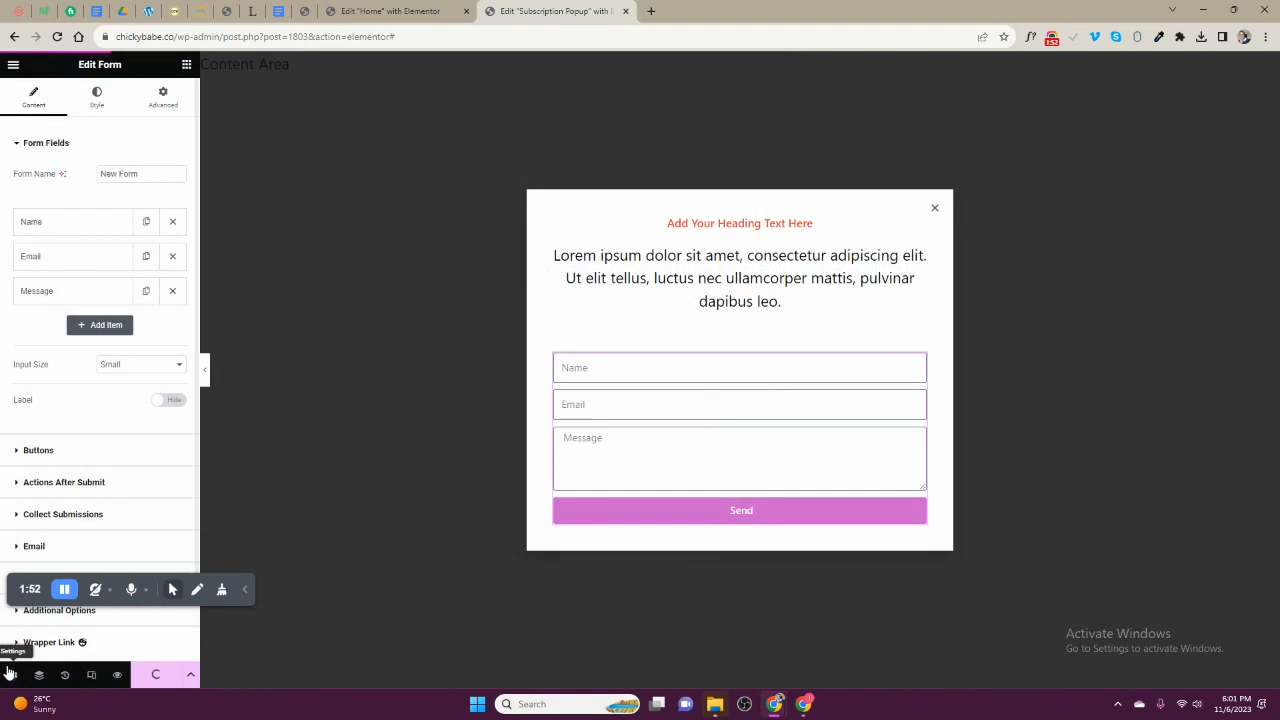 Edit "Home" with Elementor
Edit "Subscription Popup" with E
chickybabe.co/wp-admin/post.php?post=1803&action=elementor#
1:52
Edit Form
Content Area
Content
Style
Advanced
Form Fields
Form Name
New Form
Name
Email
Message
Add Item
Input Size
Small
Label
Hide
Buttons
Actions After Submit
Collect Submissions
Email
1:52
Additional Options
Wrapper Link
Settings
Add Your Heading Text Here
Lorem ipsum dolor sit amet, consectetur adipiscing elit.
Ut elit tellus, luctus nec ullamcorper mattis, pulvinar
dapibus leo.
Name
Email
Message
Send
Activate Windows
Go to Settings to activate Windows.
26°C
Sunny
Search
6:01 PM
11/6/2023